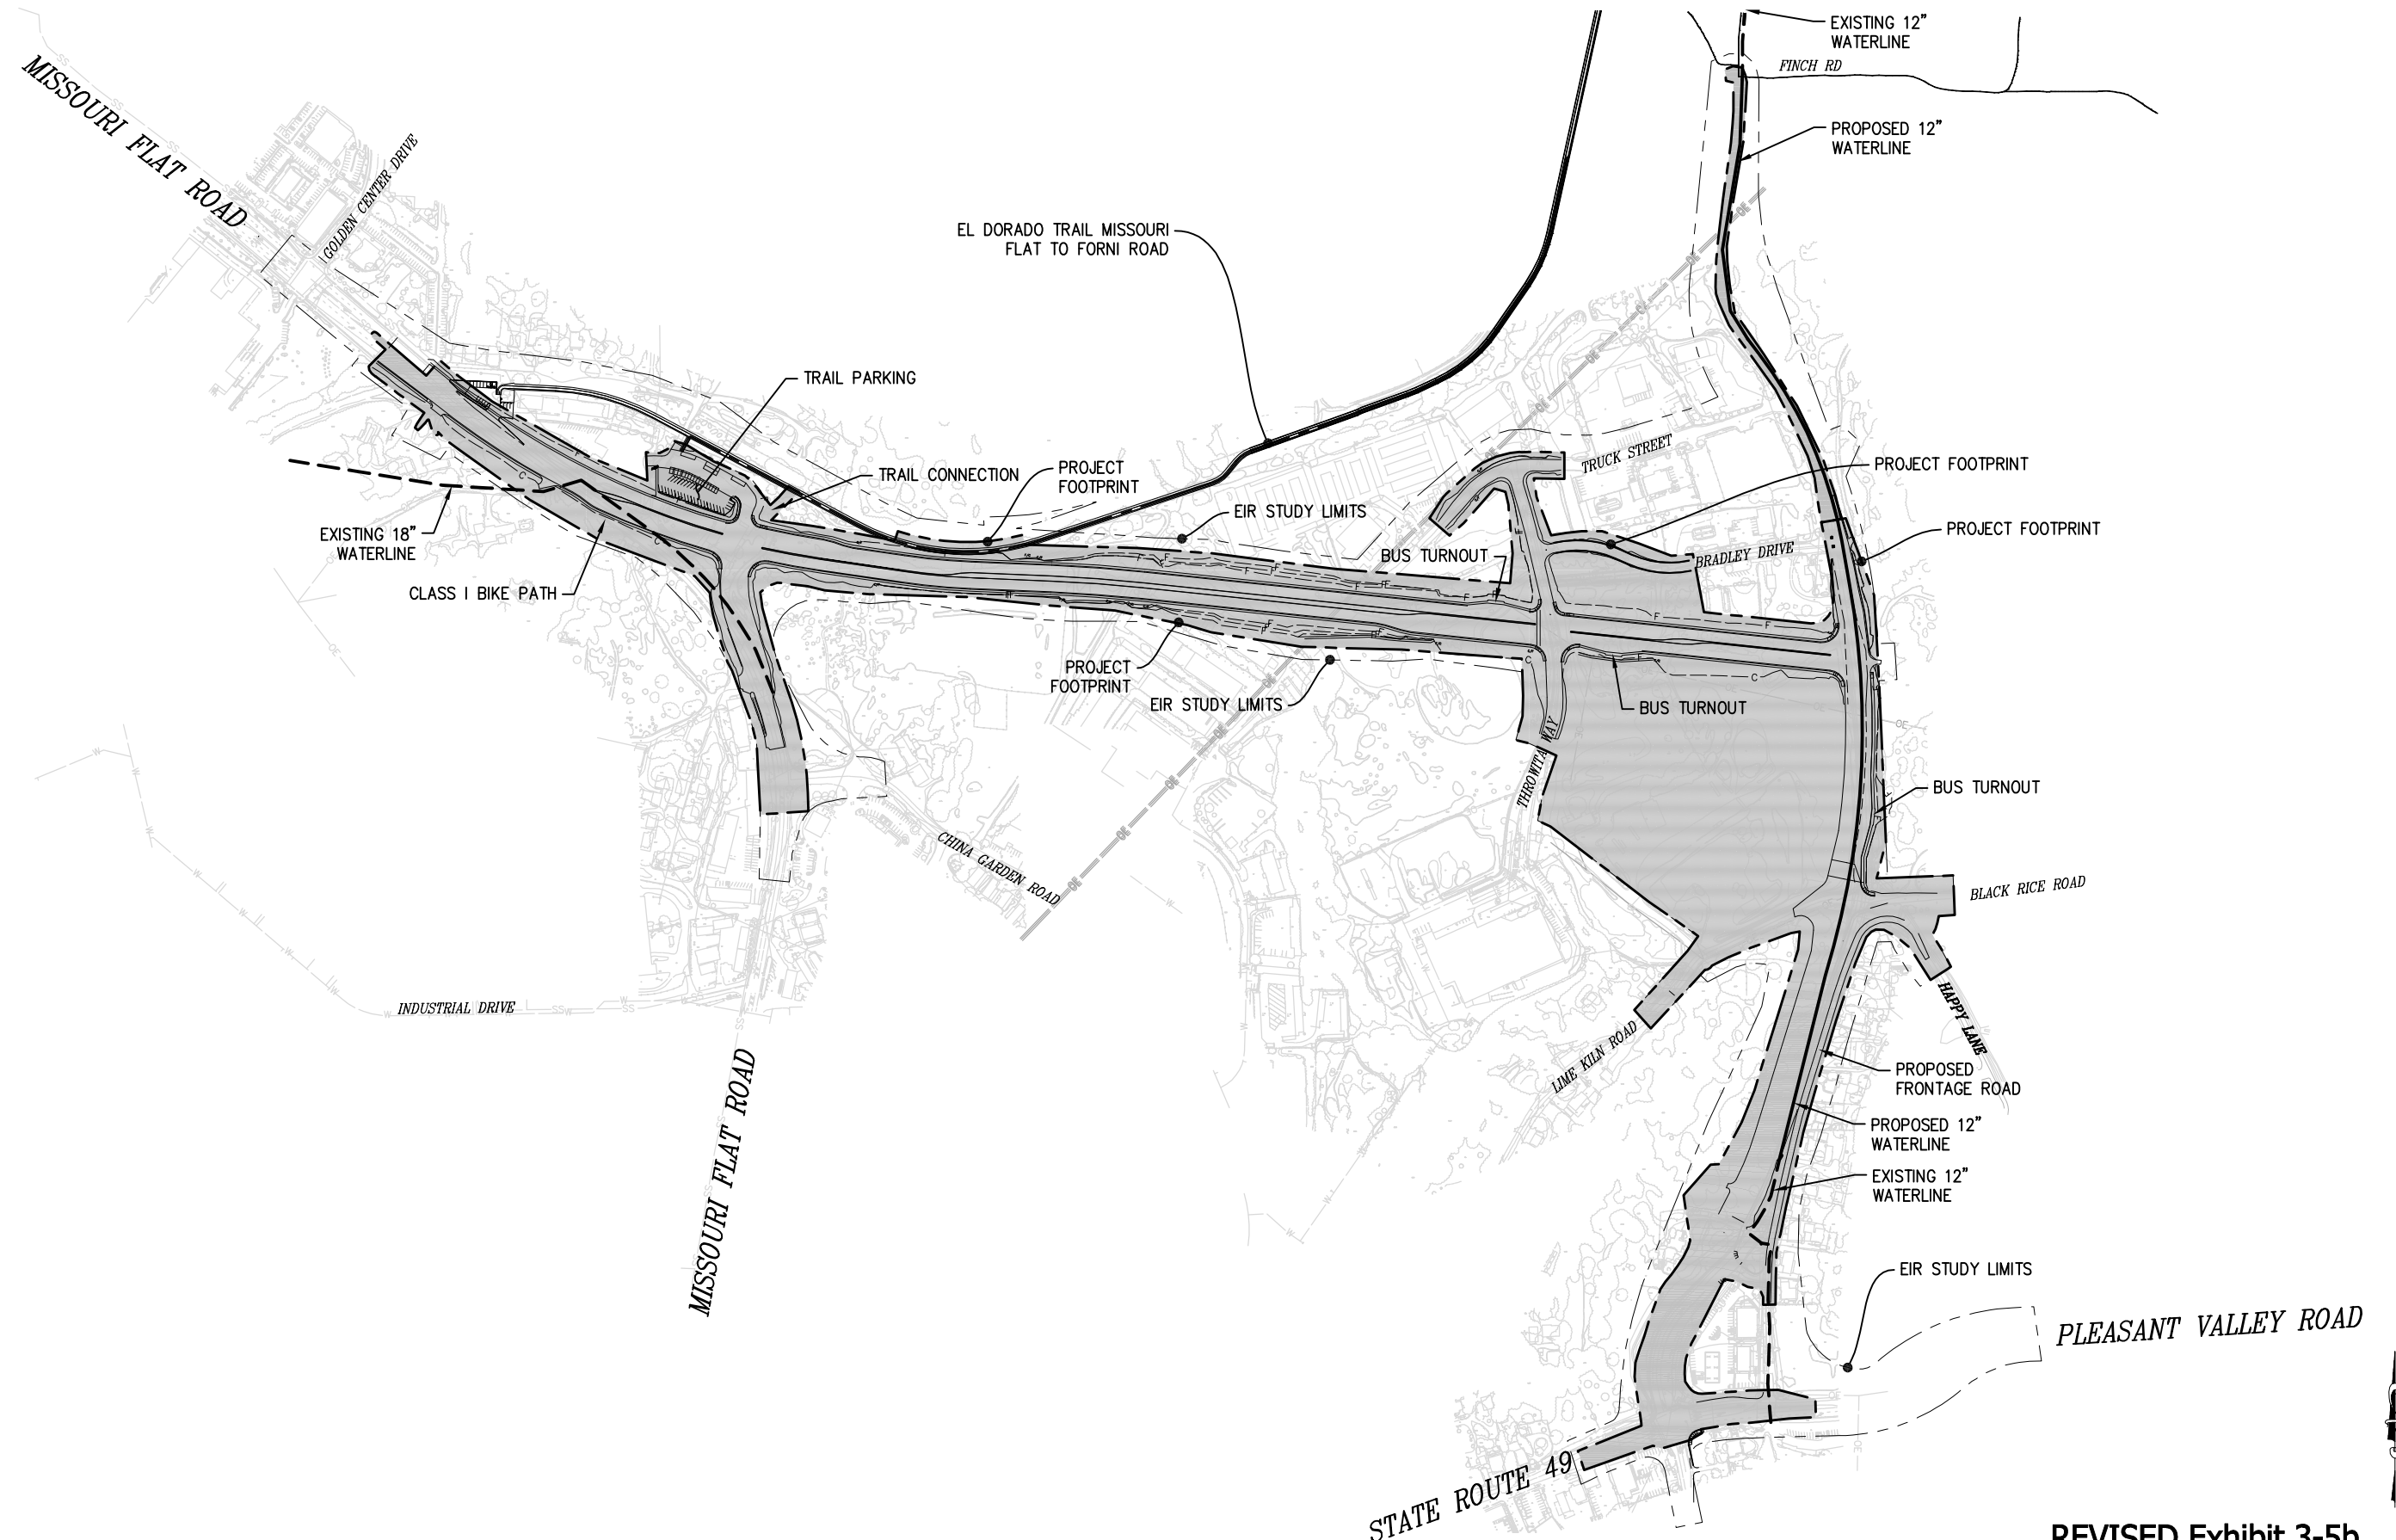 EXISTING 12"
WATERLINE
FINCH RD
MISSOURI FLAT ROAD
GOLDEN CENTER DRIVE
PROPOSED 12"
WATERLINE
EL DORADO TRAIL MISSOURI
FLAT TO FORNI ROAD
TRAIL PARKING
TRUCK STREET
TRAIL CONNECTION
PROJECT
FOOTPRINT
PROJECT FOOTPRINT
EIR STUDY LIMITS
PROJECT FOOTPRINT
EXISTING 18"
WATERLINE
BUS TURNOUT
BRADLEY DRIVE
CLASS I BIKE PATH
PROJECT
FOOTPRINT
EIR STUDY LIMITS
BUS TURNOUT
THROWITA WAY
BUS TURNOUT
CHINA GARDEN ROAD
BLACK RICE ROAD
INDUSTRIAL DRIVE
HAPPY LANE
LIME KILN ROAD
PROPOSED
FRONTAGE ROAD
PROPOSED 12"
WATERLINE
MISSOURI FLAT ROAD
EXISTING 12"
WATERLINE
EIR STUDY LIMITS
PLEASANT VALLEY ROAD
STATE ROUTE 49
REVISED Exhibit 3-5b